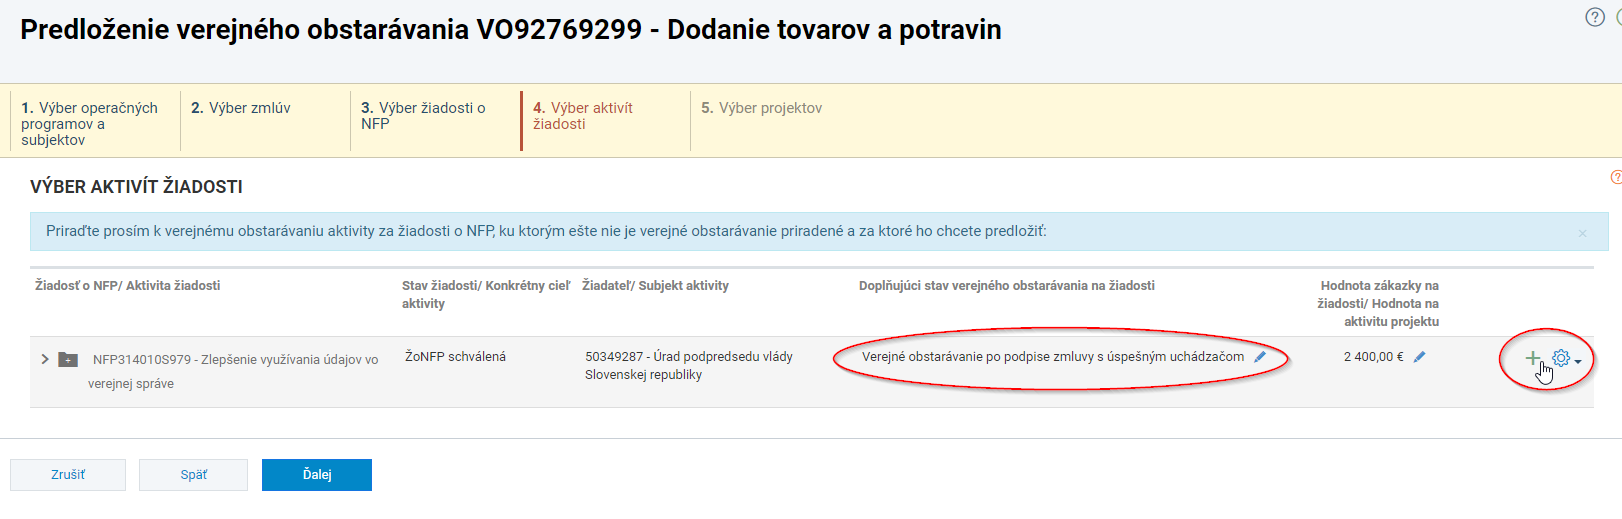 Predloženie verejného obstarávania VO92769299 - Dodanie tovarov a potravin
1. Výber operačných
programov a
subjektov
2. Výber zmlúv
3. Výber žiadosti o
NFP
4. Výber aktivít
žiadosti
5. Výber projektov
VÝBER AKTIVÍT ŽIADOSTI
Priraďte prosím k verejnému obstarávaniu aktivity za žiadosti o NFP, ku ktorým ešte nie je verejné obstarávanie priradené a za ktoré ho chcete predložiť:
Žiadosť o NFP/ Aktivita žiadosti
Stav žiadosti/ Konkrétny cieľ
aktivity
Žiadateľ/ Subjekt aktivity
Doplňujúci stav verejného obstarávania na žiadosti
Hodnota zákazky na
žiadosti/ Hodnota na
aktivitu projektu
NFP314010S979 - Zlepšenie využívania údajov vo
verejnej správe
ŽoNFP schválená
50349287 - Úrad podpredsedu vlády
Slovenskej republiky
Verejné obstarávanie po podpise zmluvy s úspešným uchádzačom
2 400,00 €
Zrušiť
Späť
Ďalej